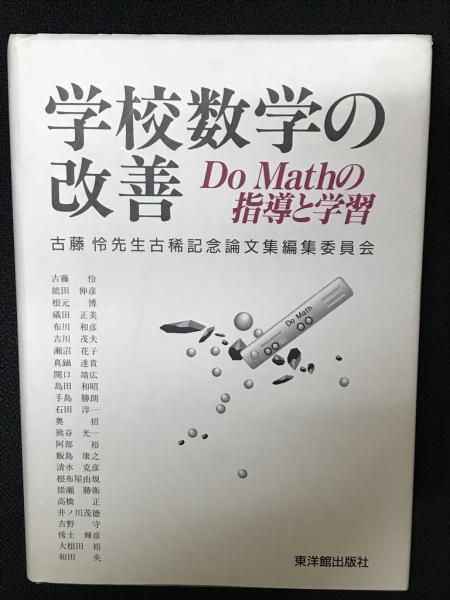 学校数学の
改善 Do Mathの
指導と学習
古藤 怜先生古稀記念論文集編集委員会
古藤 怜
能田 伸彦
根元 博
礒田 正美
布川 和彦
古川 茂夫
瀬沼 花子
真鍋 達貴
関口 靖広
島田 和昭
手島 勝朗
石田 淳一
奥 招
熊谷 光一
阿部 裕
飯島 康之
清水 克彦
根布屋由規
猪瀬 勝衛
高橋 正
井ノ川茂徳
吉野 守
傍士 輝彦
大根田 裕
和田 央
Do Math
東洋館出版社